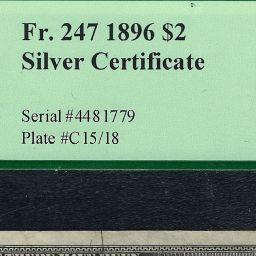 Fr. 247 1896 $2
Silver Certificate
Serial #4481779
Plate #C15/18